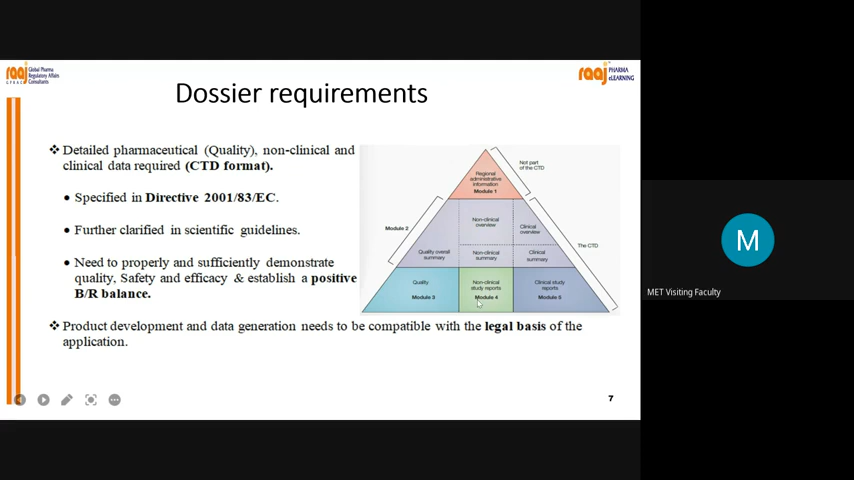 raaj
Global Pharma
Regulatory Affairs
Consultants
raaj PHARMA
eLEARNING
Dossier requirements
❖ Detailed pharmaceutical (Quality), non-clinical and
clinical data required (CTD format).
• Specified in Directive 2001/83/EC.
• Further clarified in scientific guidelines.
• Need to properly and sufficiently demonstrate
quality, Safety and efficacy & establish a positive
B/R balance.
❖ Product development and data generation needs to be compatible with the legal basis of the
application.
Not part
of the CTD
Regional
administrative
information
Module 1
Module 2
Non-clinical
overview
Clinical
overview
The CTD
Quality overall
summary
Non-clinical
summary
Clinical
summary
Quality
Module 3
Non-clinical
study reports
Module 4
Clinical study
reports
Module 5
7
M
MET Visiting Faculty